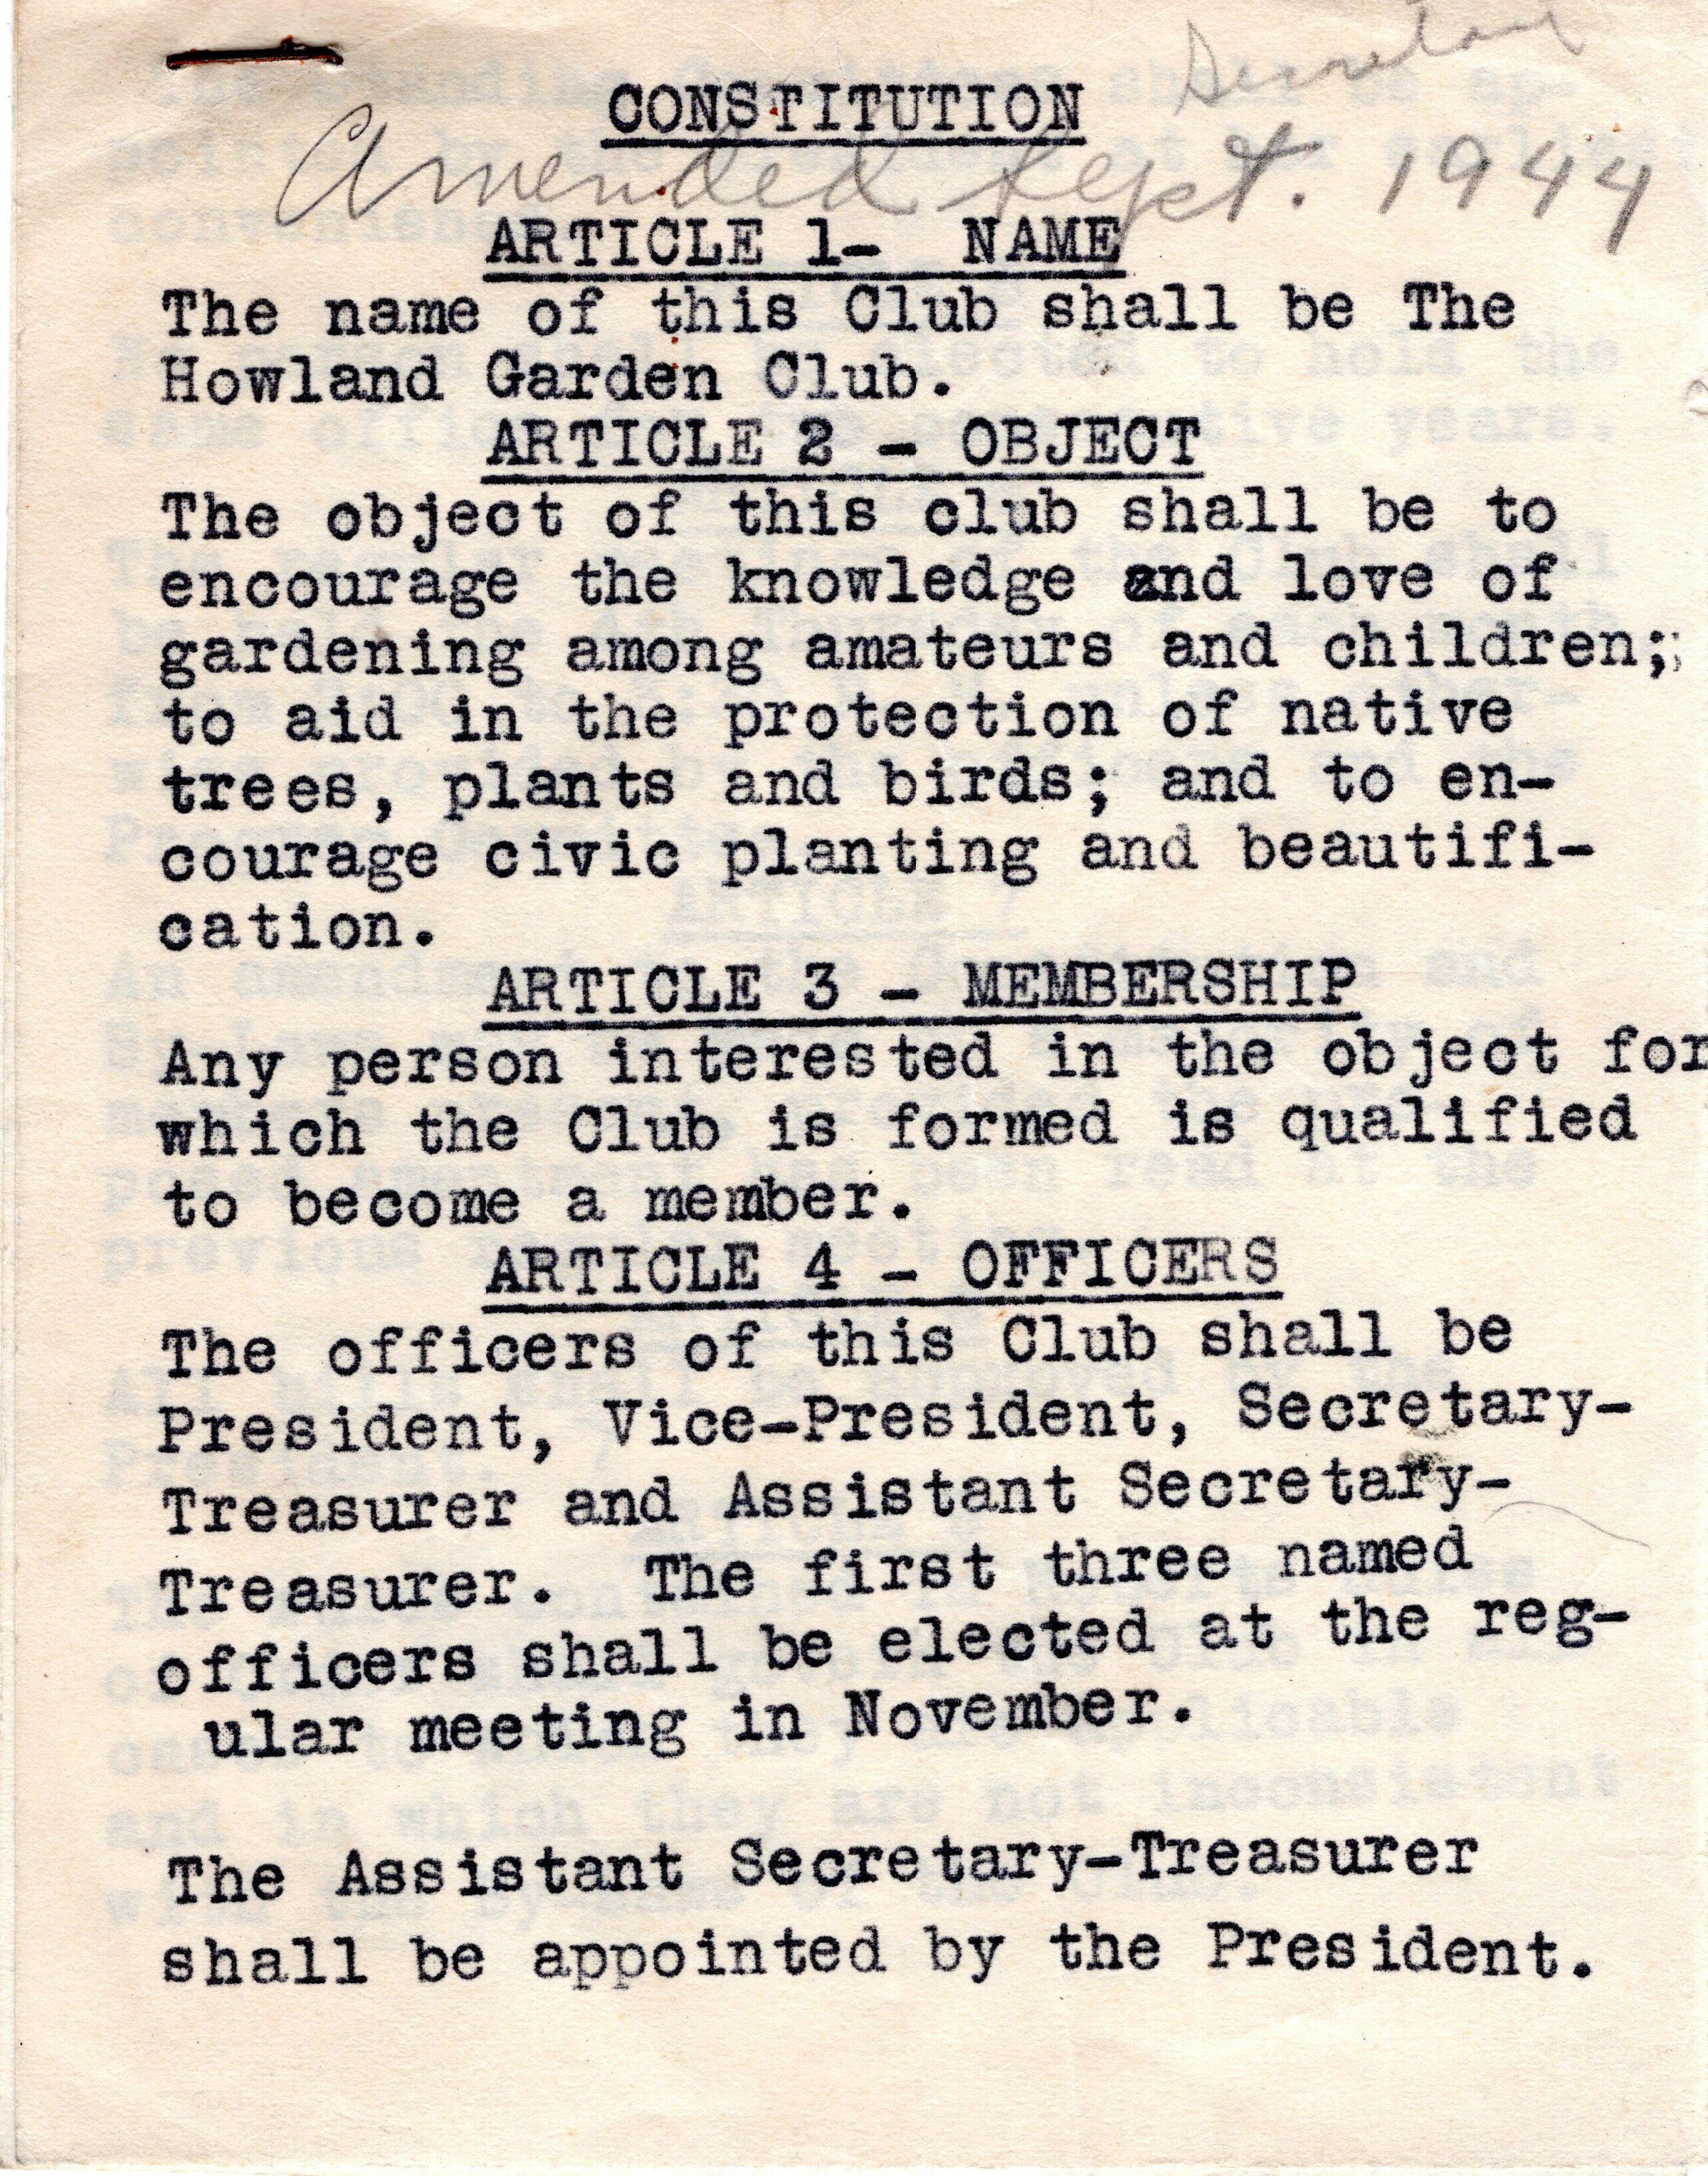 Secretary
CONSTITUTION
Amended Sept. 1944
ARTICLE 1- NAME
The name of this Club shall be The
Howland Garden Club.
ARTICLE 2 - OBJECT
The object of this club shall be to
encourage the knowledge and love of
gardening among amateurs and children;
to aid in the protection of native
trees, plants and birds; and to en-
courage civic planting and beautifi-
cation.
ARTICLE 3 - MEMBERSHIP
Any person interested in the object for
which the Club is formed is qualified
to become a member.
ARTICLE 4 - OFFICERS
The officers of this Club shall be
President, Vice-President, Secretary-
Treasurer and Assistant Secretary-
Treasurer. The first three named
officers shall be elected at the reg-
ular meeting in November.
The Assistant Secretary-Treasurer
shall be appointed by the President.